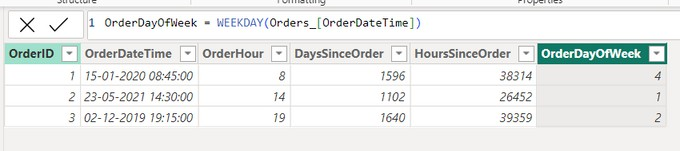 Structure Formatting Properties
1 OrderDayOfWeek = WEEKDAY(Orders_[OrderDateTime])
OrderID OrderDateTime OrderHour DaysSinceOrder HoursSinceOrder OrderDayOfWeek
1 15-01-2020 08:45:00 8 1596 38314 4
2 23-05-2021 14:30:00 14 1102 26452 1
3 02-12-2019 19:15:00 19 1640 39359 2